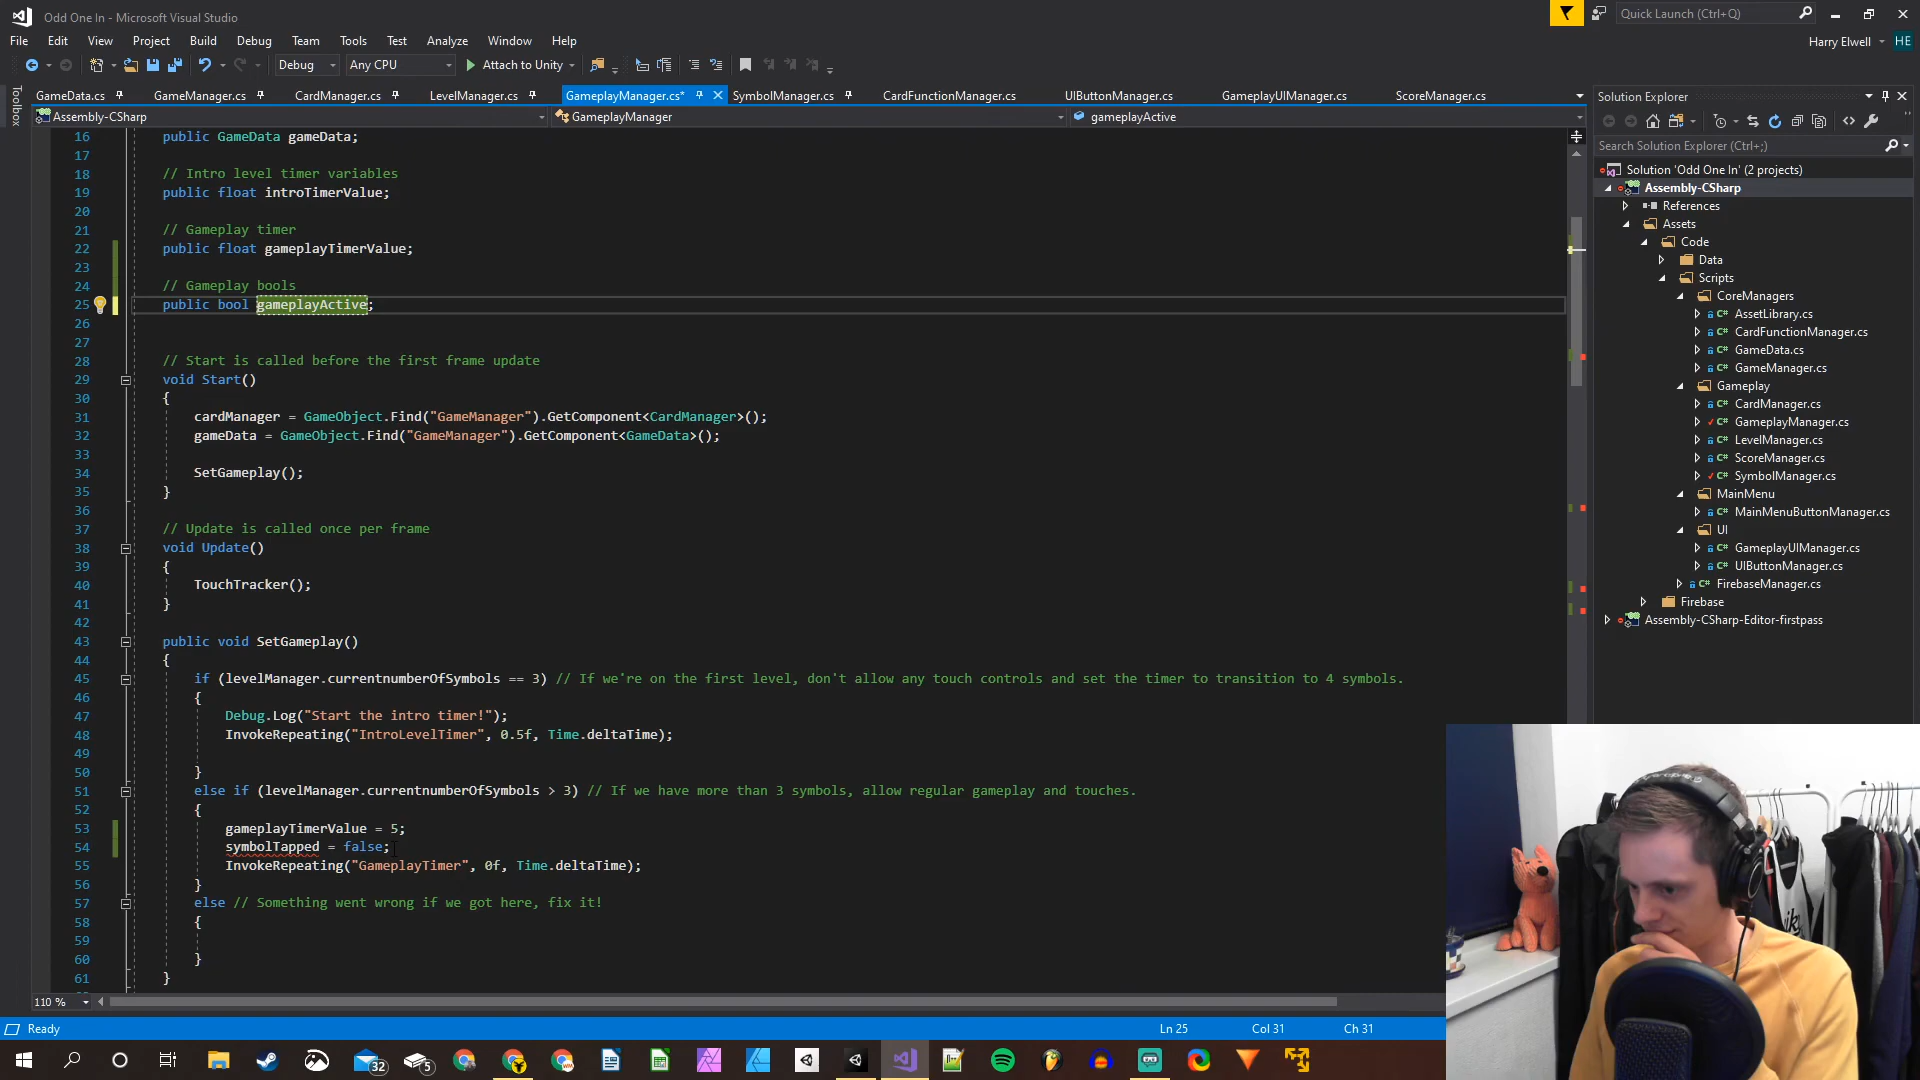 Odd One In - Microsoft Visual Studio
Quick Launch (Ctrl+Q)
File Edit View Project Build Debug Team Tools Test Analyze Window Help
Harry Elwell HE
Debug Any CPU Attach to Unity
Toolbox
GameData.cs GameManager.cs CardManager.cs LevelManager.cs GameplayManager.cs* SymbolManager.cs CardFunctionManager.cs UIButtonManager.cs GameplayUIManager.cs ScoreManager.cs
Assembly-CSharp GameplayManager gameplayActive
16 public GameData gameData;
17
18 // Intro level timer variables
19 public float introTimerValue;
20
21 // Gameplay timer
22 public float gameplayTimerValue;
23
24 // Gameplay bools
25 public bool gameplayActive;
26
27
28 // Start is called before the first frame update
29 void Start()
30 {
31 cardManager = GameObject.Find("GameManager").GetComponent<CardManager>();
32 gameData = GameObject.Find("GameManager").GetComponent<GameData>();
33
34 SetGameplay();
35 }
36
37 // Update is called once per frame
38 void Update()
39 {
40 TouchTracker();
41 }
42
43 public void SetGameplay()
44 {
45 if (levelManager.currentnumberOfSymbols == 3) // If we're on the first level, don't allow any touch controls and set the timer to transition to 4 symbols.
46 {
47 Debug.Log("Start the intro timer!");
48 InvokeRepeating("IntroLevelTimer", 0.5f, Time.deltaTime);
49
50 }
51 else if (levelManager.currentnumberOfSymbols > 3) // If we have more than 3 symbols, allow regular gameplay and touches.
52 {
53 gameplayTimerValue = 5;
54 symbolTapped = false;
55 InvokeRepeating("GameplayTimer", 0f, Time.deltaTime);
56 }
57 else // Something went wrong if we got here, fix it!
58 {
59
60 }
61 }
110 %
Ready Ln 25 Col 31 Ch 31
Solution Explorer
Search Solution Explorer (Ctrl+;)
Solution 'Odd One In' (2 projects)
Assembly-CSharp
References
Assets
Code
Data
Scripts
CoreManagers
C# AssetLibrary.cs
C# CardFunctionManager.cs
C# GameData.cs
C# GameManager.cs
Gameplay
C# CardManager.cs
C# GameplayManager.cs
C# LevelManager.cs
C# ScoreManager.cs
C# SymbolManager.cs
MainMenu
C# MainMenuButtonManager.cs
UI
C# GameplayUIManager.cs
C# UIButtonManager.cs
C# FirebaseManager.cs
Firebase
Assembly-CSharp-Editor-firstpass
32 5